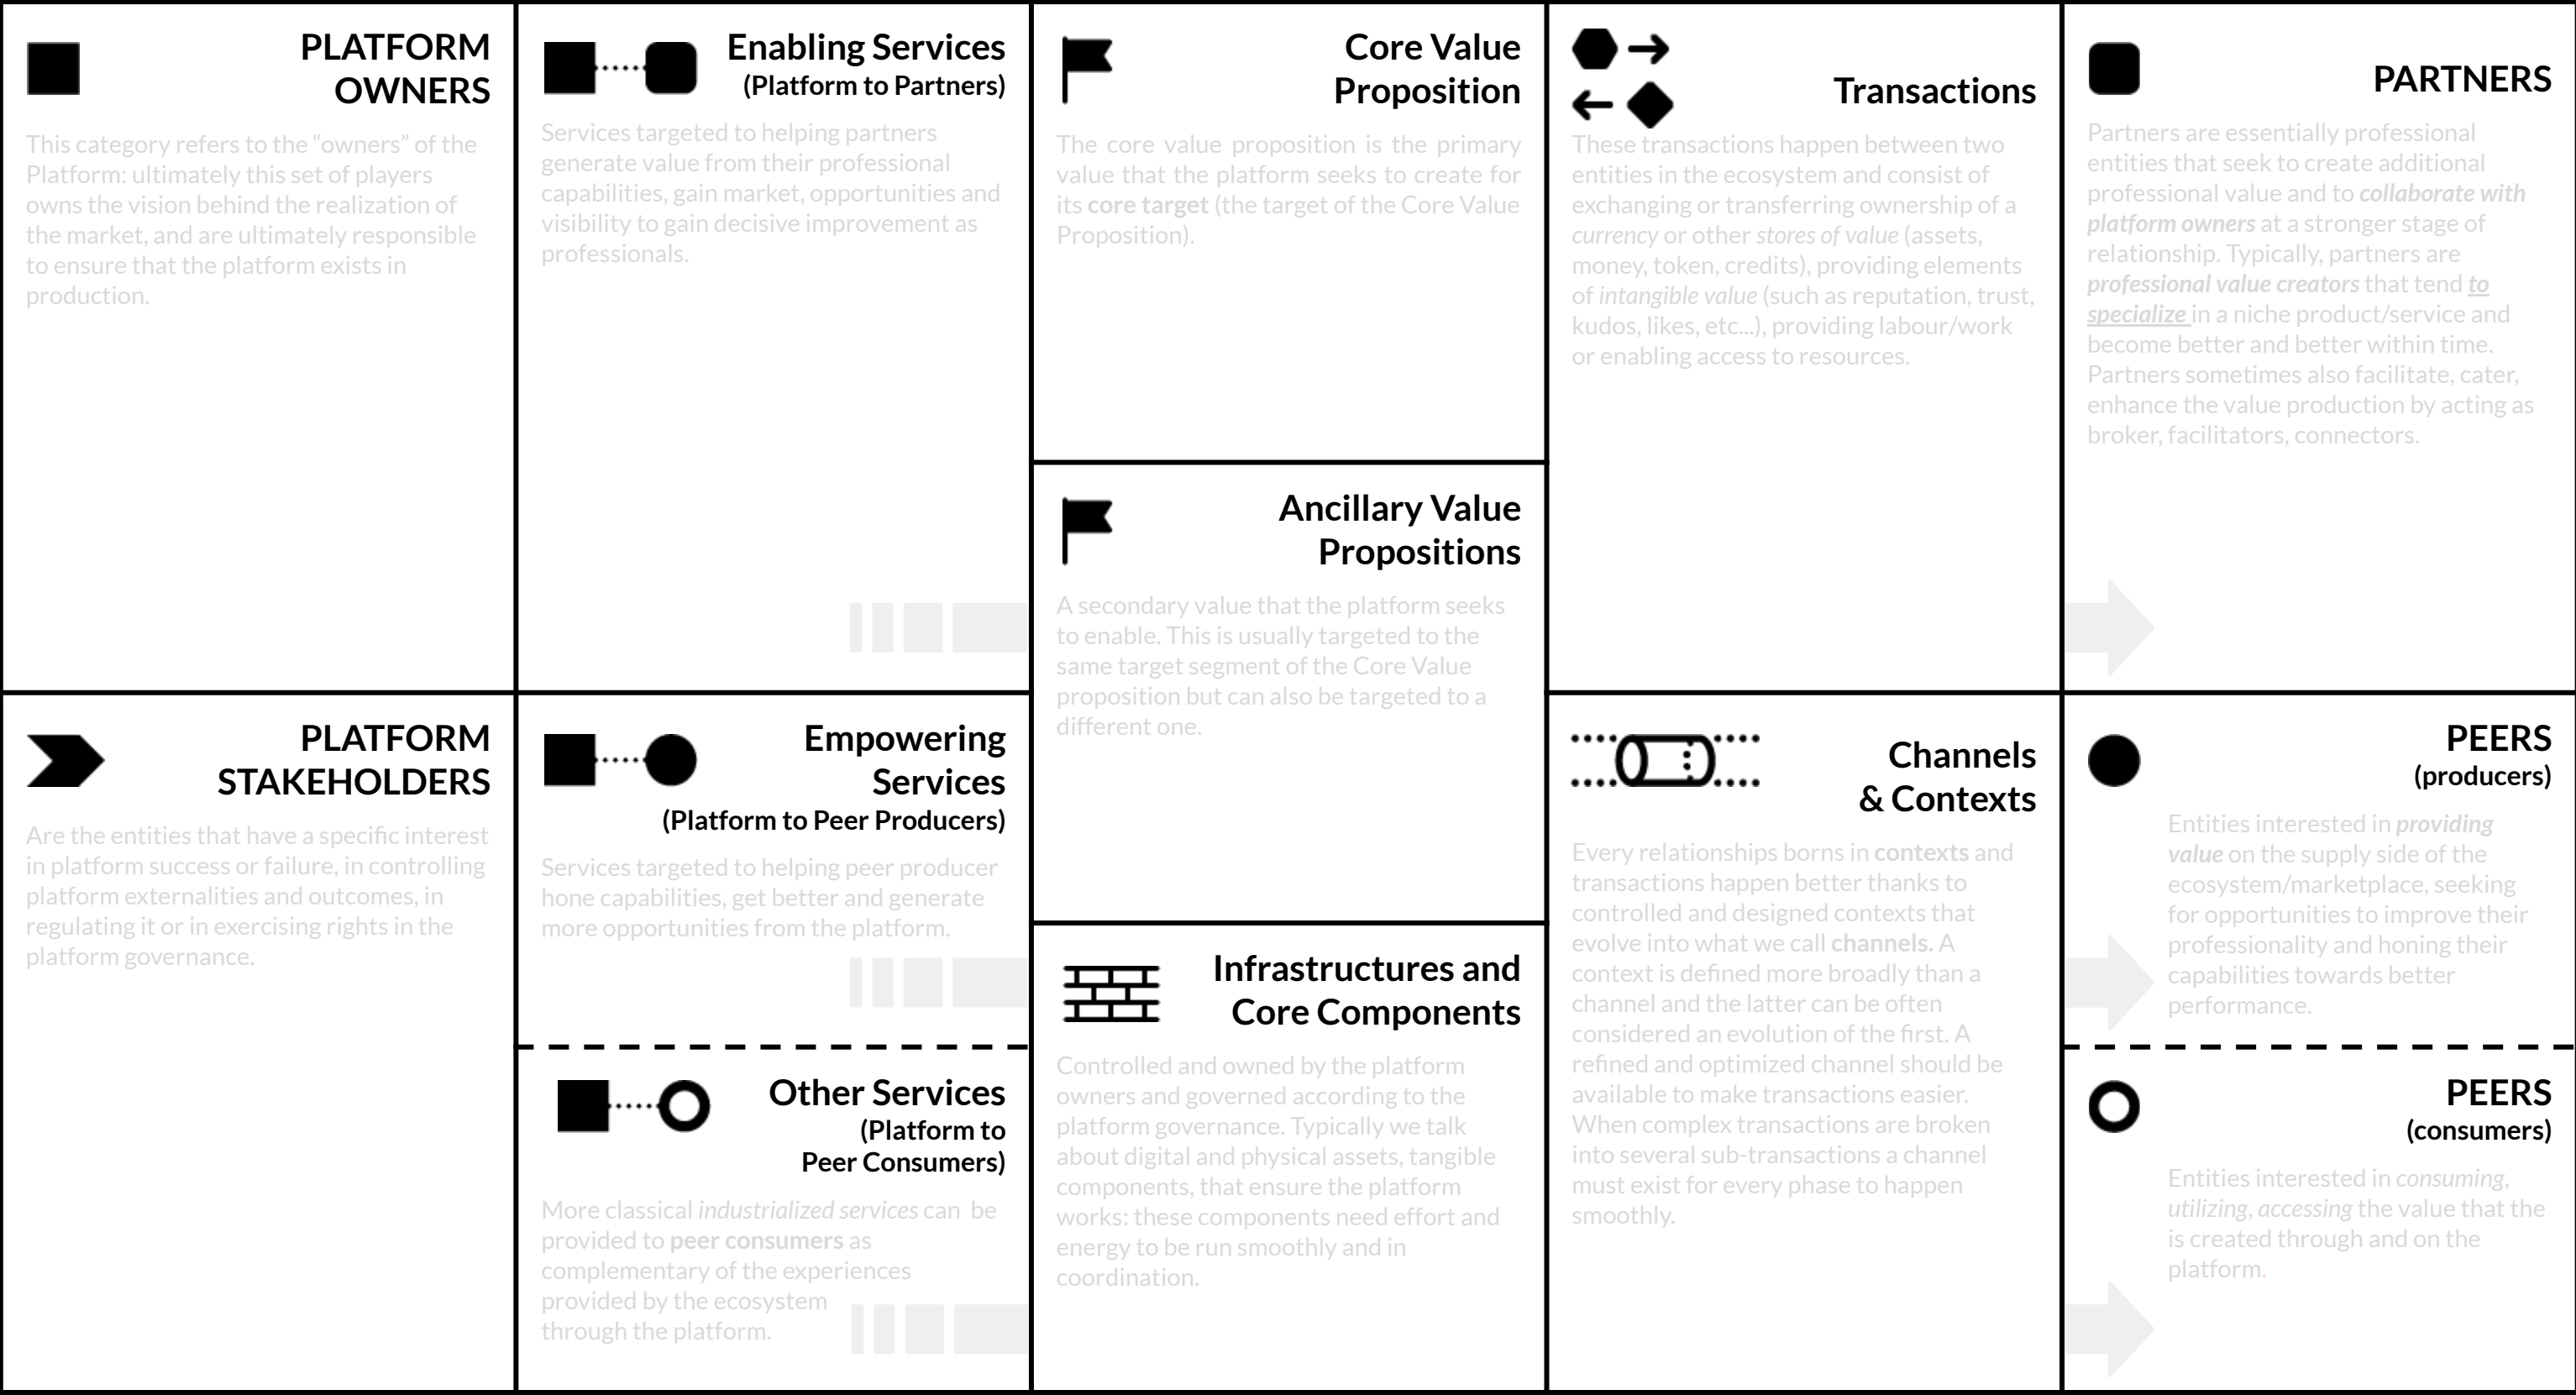 PLATFORM
OWNERS
This category refers to the “owners” of the
Platform: ultimately this set of players
owns the vision behind the realization of
the market, and are ultimately responsible
to ensure that the platform exists in
production.
Enabling Services
(Platform to Partners)
Services targeted to helping partners
generate value from their professional
capabilities, gain market, opportunities and
visibility to gain decisive improvement as
professionals.
Core Value
Proposition
The core value proposition is the primary
value that the platform seeks to create for
its core target (the target of the Core Value
Proposition).
Transactions
These transactions happen between two
entities in the ecosystem and consist of
exchanging or transferring ownership of a
currency or other stores of value (assets,
money, token, credits), providing elements
of intangible value (such as reputation, trust,
kudos, likes, etc...), providing labour/work
or enabling access to resources.
PARTNERS
Partners are essentially professional
entities that seek to create additional
professional value and to collaborate with
platform owners at a stronger stage of
relationship. Typically, partners are
professional value creators that tend to
specialize in a niche product/service and
become better and better within time.
Partners sometimes also facilitate, cater,
enhance the value production by acting as
broker, facilitators, connectors.
Ancillary Value
Propositions
A secondary value that the platform seeks
to enable. This is usually targeted to the
same target segment of the Core Value
proposition but can also be targeted to a
different one.
PLATFORM
STAKEHOLDERS
Are the entities that have a specific interest
in platform success or failure, in controlling
platform externalities and outcomes, in
regulating it or in exercising rights in the
platform governance.
Empowering
Services
(Platform to Peer Producers)
Services targeted to helping peer producer
hone capabilities, get better and generate
more opportunities from the platform.
Other Services
(Platform to
Peer Consumers)
More classical industrialized services can be
provided to peer consumers as
complementary of the experiences
provided by the ecosystem
through the platform.
Infrastructures and
Core Components
Controlled and owned by the platform
owners and governed according to the
platform governance. Typically we talk
about digital and physical assets, tangible
components, that ensure the platform
works: these components need effort and
energy to be run smoothly and in
coordination.
Channels
& Contexts
Every relationships borns in contexts and
transactions happen better thanks to
controlled and designed contexts that
evolve into what we call channels. A
context is defined more broadly than a
channel and the latter can be often
considered an evolution of the first. A
refined and optimized channel should be
available to make transactions easier.
When complex transactions are broken
into several sub-transactions a channel
must exist for every phase to happen
smoothly.
PEERS
(producers)
Entities interested in providing
value on the supply side of the
ecosystem/marketplace, seeking
for opportunities to improve their
professionality and honing their
capabilities towards better
performance.
PEERS
(consumers)
Entities interested in consuming,
utilizing, accessing the value that the
is created through and on the
platform.